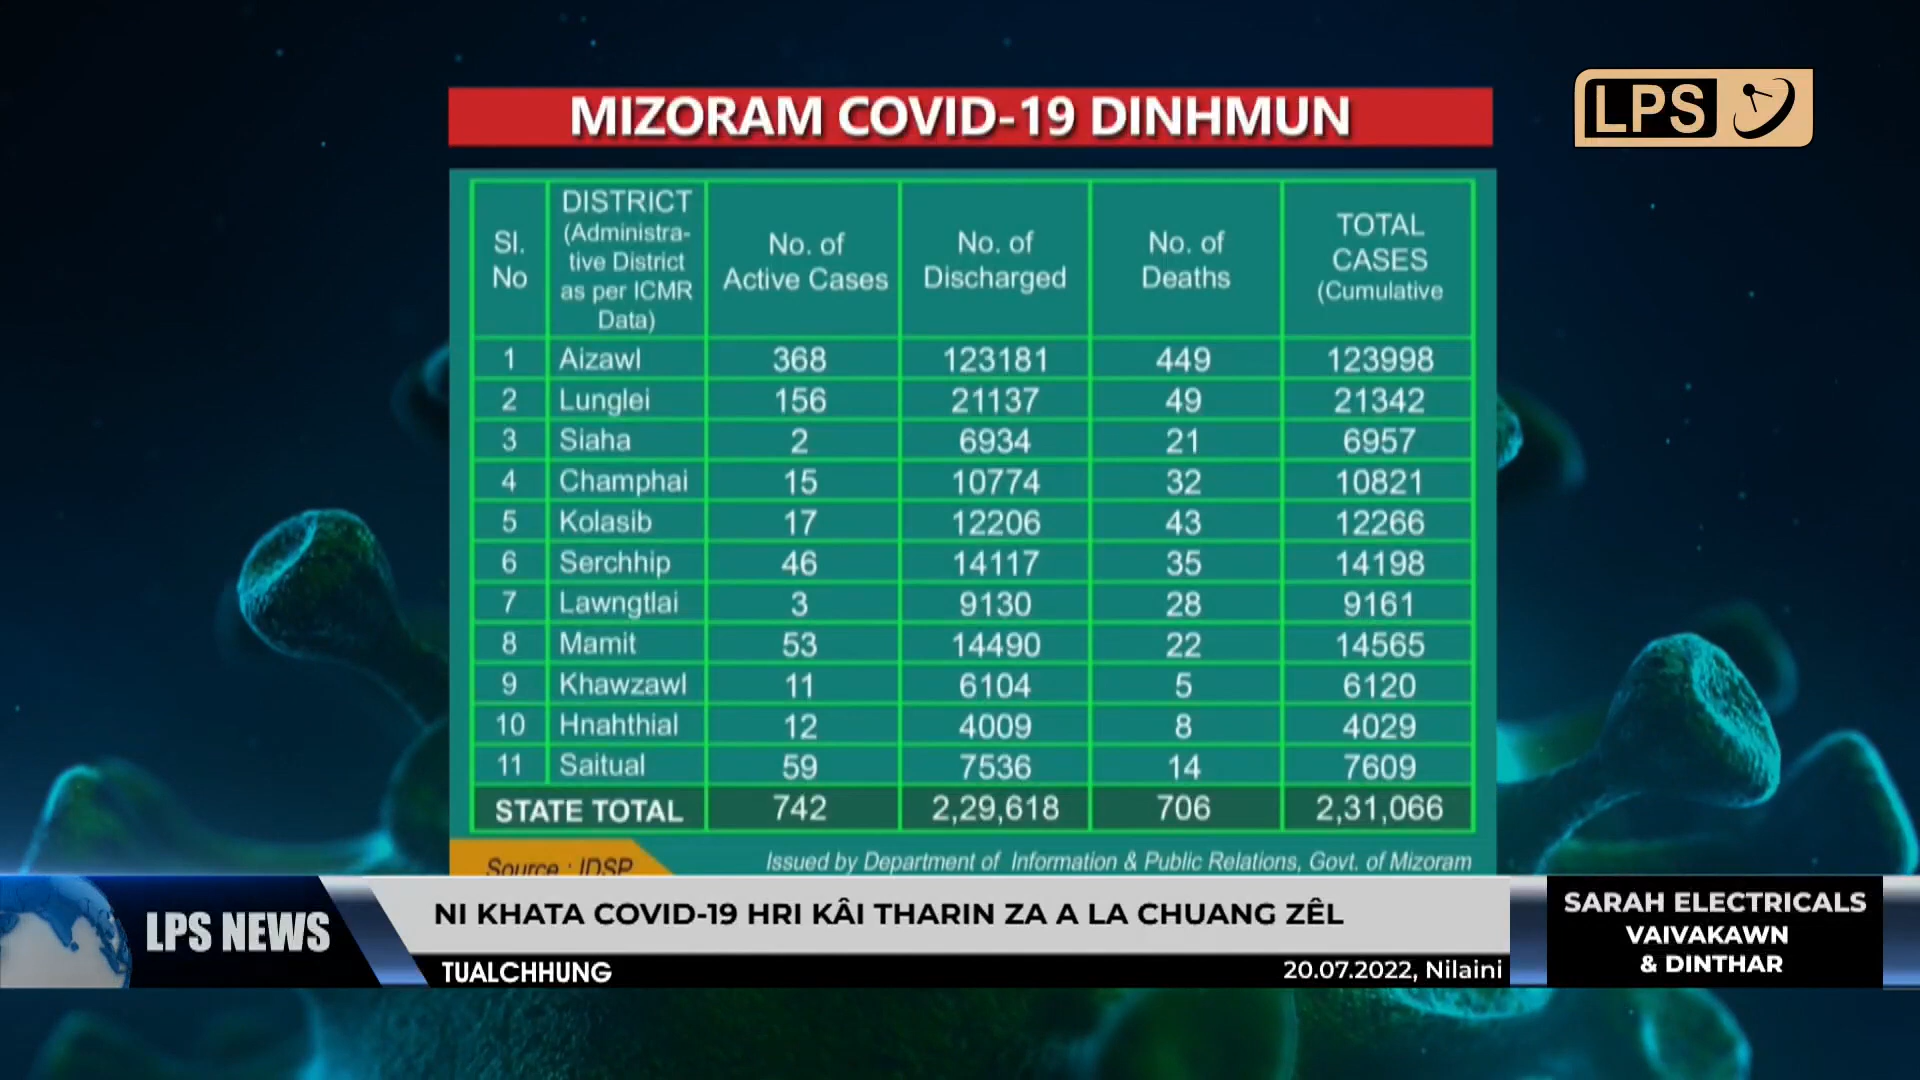 MIZORAM COVID-19 DINHMUN
LPS
Sl. No
DISTRICT (Administra-tive District as per ICMR Data)
No. of Active Cases
No. of Discharged
No. of Deaths
TOTAL CASES (Cumulative
1 Aizawl 368 123181 449 123998
2 Lunglei 156 21137 49 21342
3 Siaha 2 6934 21 6957
4 Champhai 15 10774 32 10821
5 Kolasib 17 12206 43 12266
6 Serchhip 46 14117 35 14198
7 Lawngtlai 3 9130 28 9161
8 Mamit 53 14490 22 14565
9 Khawzawl 11 6104 5 6120
10 Hnahthial 12 4009 8 4029
11 Saitual 59 7536 14 7609
STATE TOTAL 742 2,29,618 706 2,31,066
Source : IDSP
Issued by Department of Information & Public Relations, Govt. of Mizoram
LPS NEWS
NI KHATA COVID-19 HRI KÂI THARIN ZA A LA CHUANG ZÊL
TUALCHHUNG
20.07.2022, Nilaini
SARAH ELECTRICALS
VAIVAKAWN
& DINTHAR